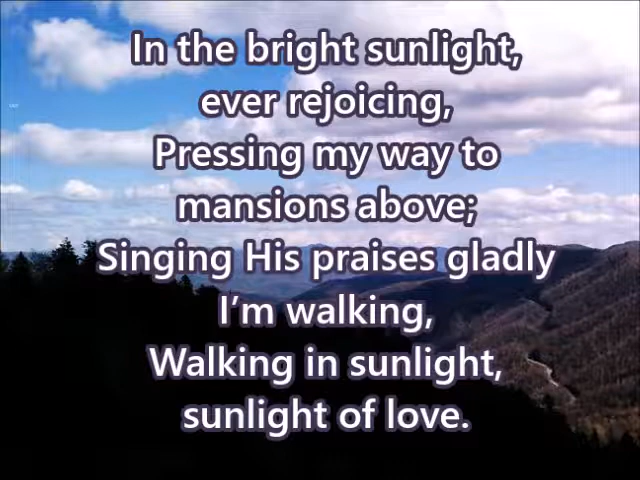 In the bright sunlight,
ever rejoicing,
Pressing my way to
mansions above;
Singing His praises gladly
I’m walking,
Walking in sunlight,
sunlight of love.